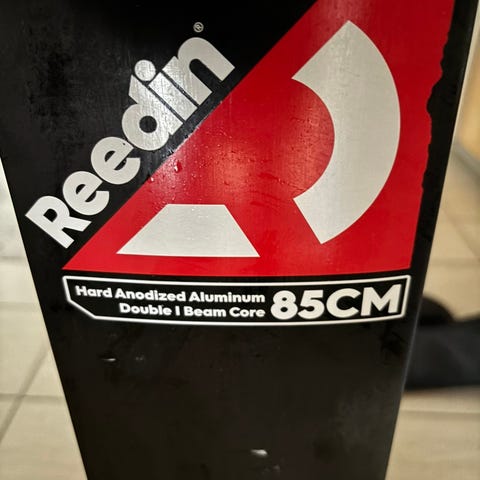 Reedin®
Hard Anodized Aluminum
Double I Beam Core
85CM